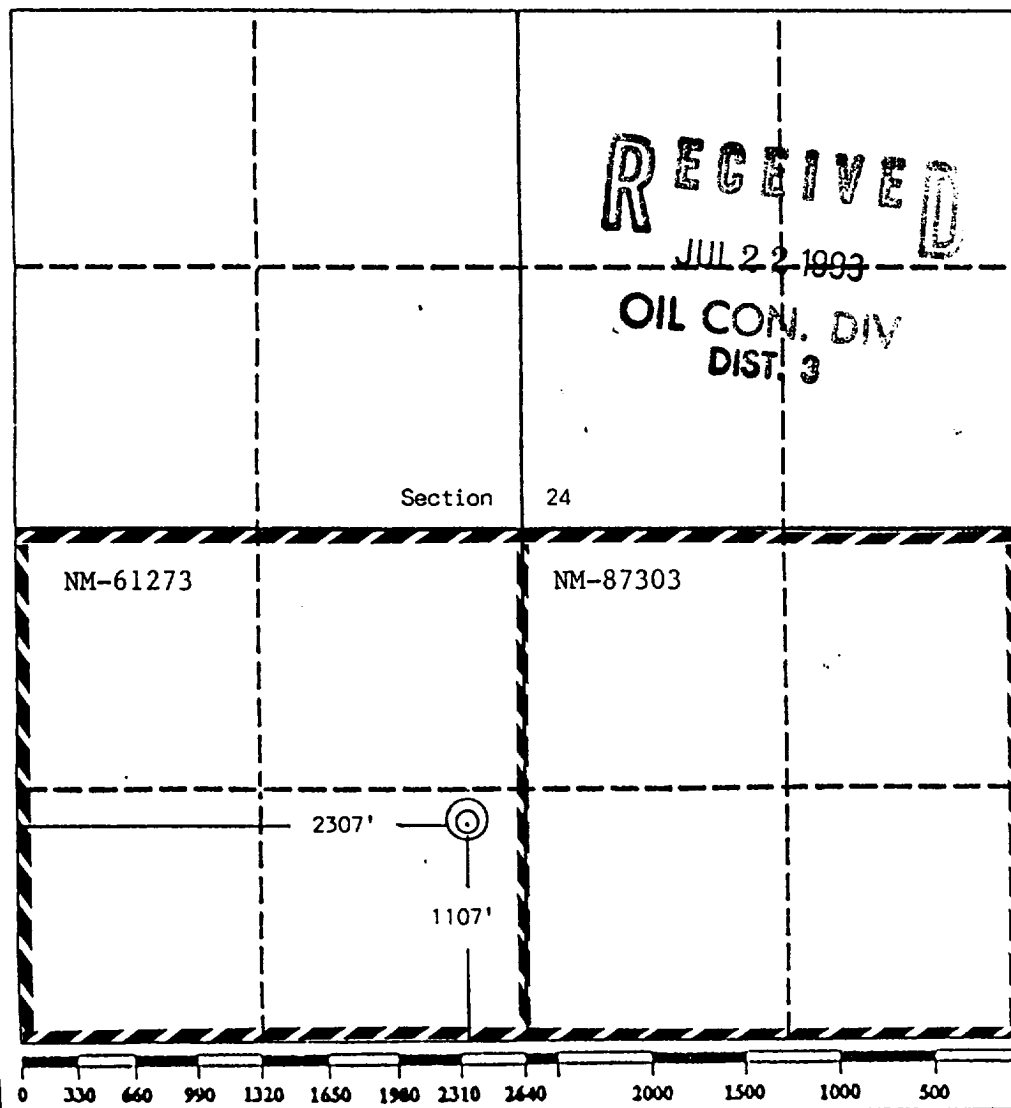 RECEIVED
JUL 22 1993
OIL CON. DIV
DIST. 3
Section 24
NM-61273 NM-87303
2307'
1107'
0 330 660 990 1320 1650 1980 2310 2640 2000 1500 1000 500